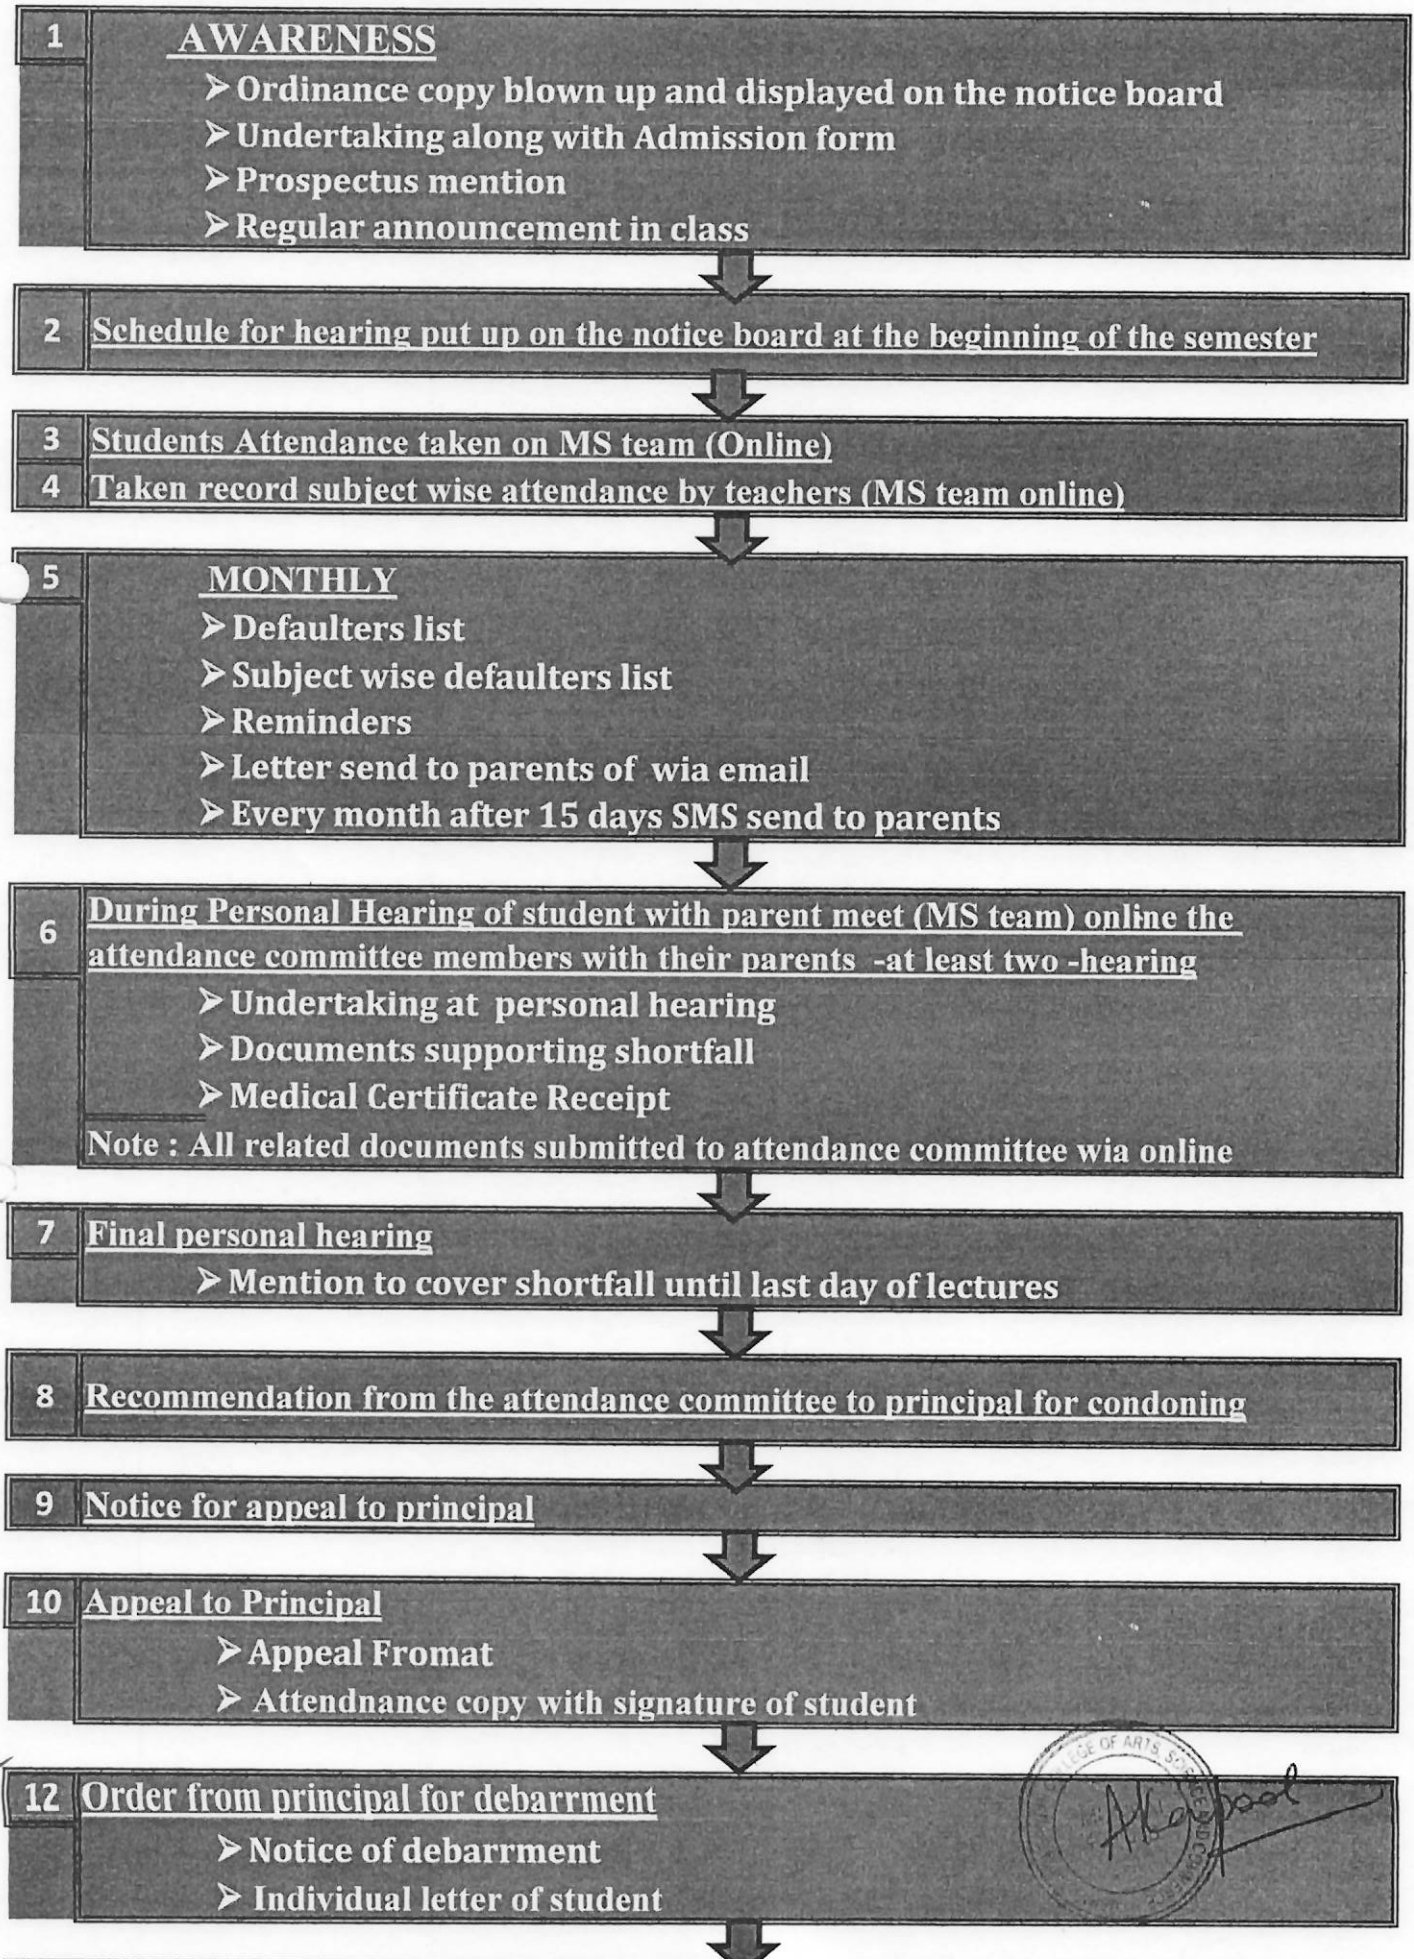 1 AWARENESS
➢ Ordinance copy blown up and displayed on the notice board
➢ Undertaking along with Admission form
➢ Prospectus mention
➢ Regular announcement in class
2 Schedule for hearing put up on the notice board at the beginning of the semester
3 Students Attendance taken on MS team (Online)
4 Taken record subject wise attendance by teachers (MS team online)
5 MONTHLY
➢ Defaulters list
➢ Subject wise defaulters list
➢ Reminders
➢ Letter send to parents of wia email
➢ Every month after 15 days SMS send to parents
6 During Personal Hearing of student with parent meet (MS team) online the
attendance committee members with their parents -at least two -hearing
➢ Undertaking at personal hearing
➢ Documents supporting shortfall
➢ Medical Certificate Receipt
Note : All related documents submitted to attendance committee wia online
7 Final personal hearing
➢ Mention to cover shortfall until last day of lectures
8 Recommendation from the attendance committee to principal for condoning
9 Notice for appeal to principal
10 Appeal to Principal
➢ Appeal Fromat
➢ Attendnance copy with signature of student
12 Order from principal for debarrment
➢ Notice of debarrment
➢ Individual letter of student
COLLEGE OF ARTS, SCIENCE AND COMMERCE